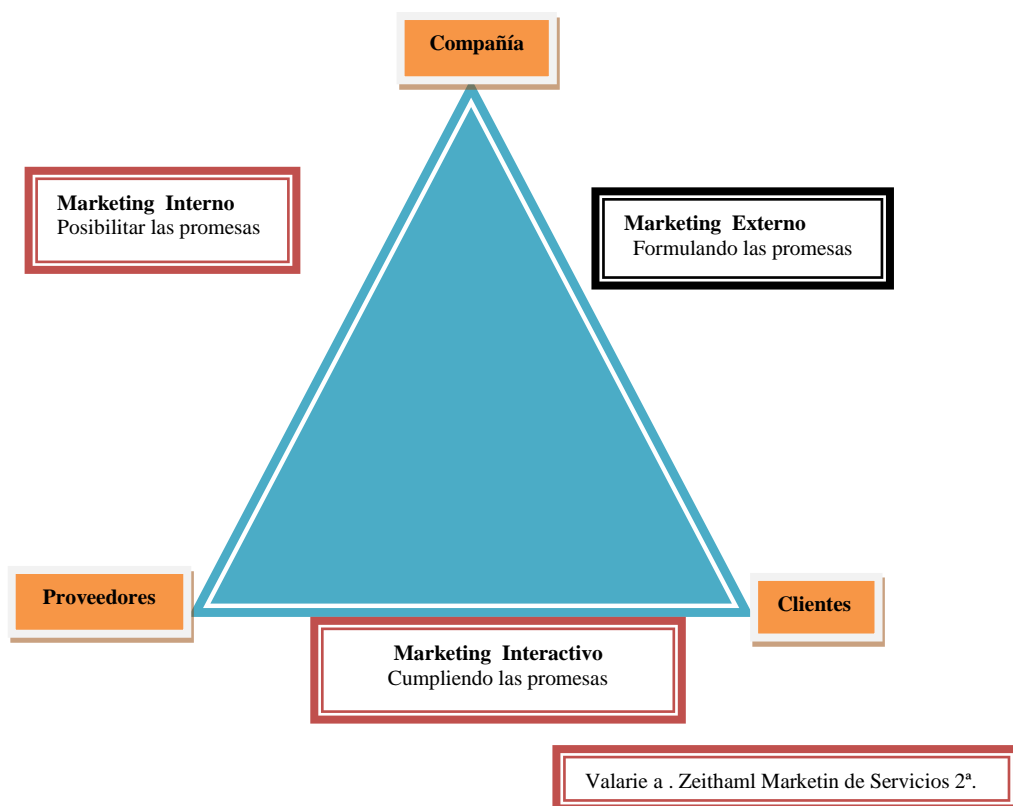 Compañía
Marketing Interno
Posibilitar las promesas
Marketing Externo
Formulando las promesas
Proveedores
Clientes
Marketing Interactivo
Cumpliendo las promesas
Valarie a . Zeithaml Marketin de Servicios 2ª.